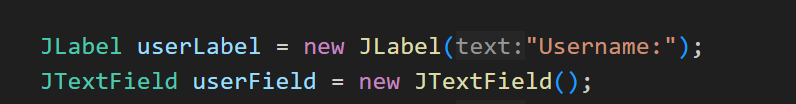 JLabel userLabel = new JLabel(text:"Username:");
JTextField userField = new JTextField();